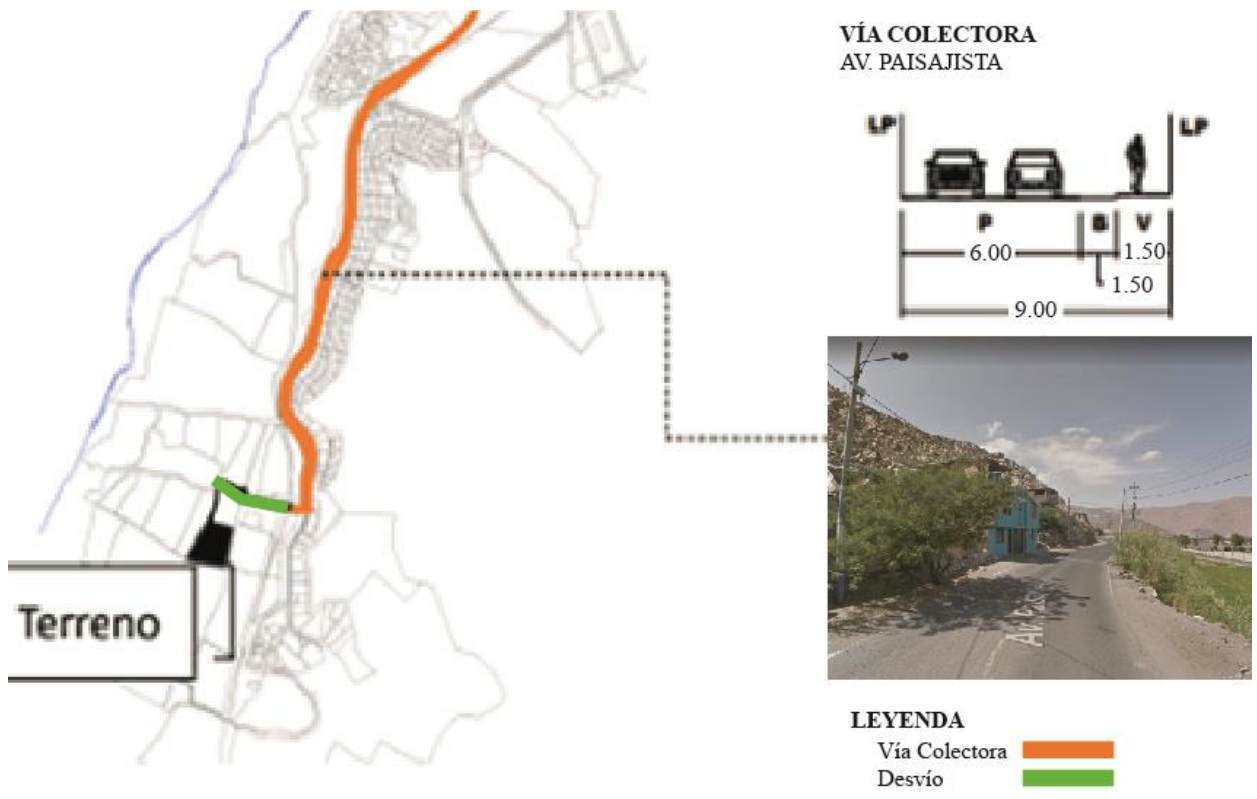 VÍA COLECTORA
AV. PAISAJISTA
LP LP
P B V
6.00 1.50
1.50
9.00
Terreno
LEYENDA
Vía Colectora
Desvío